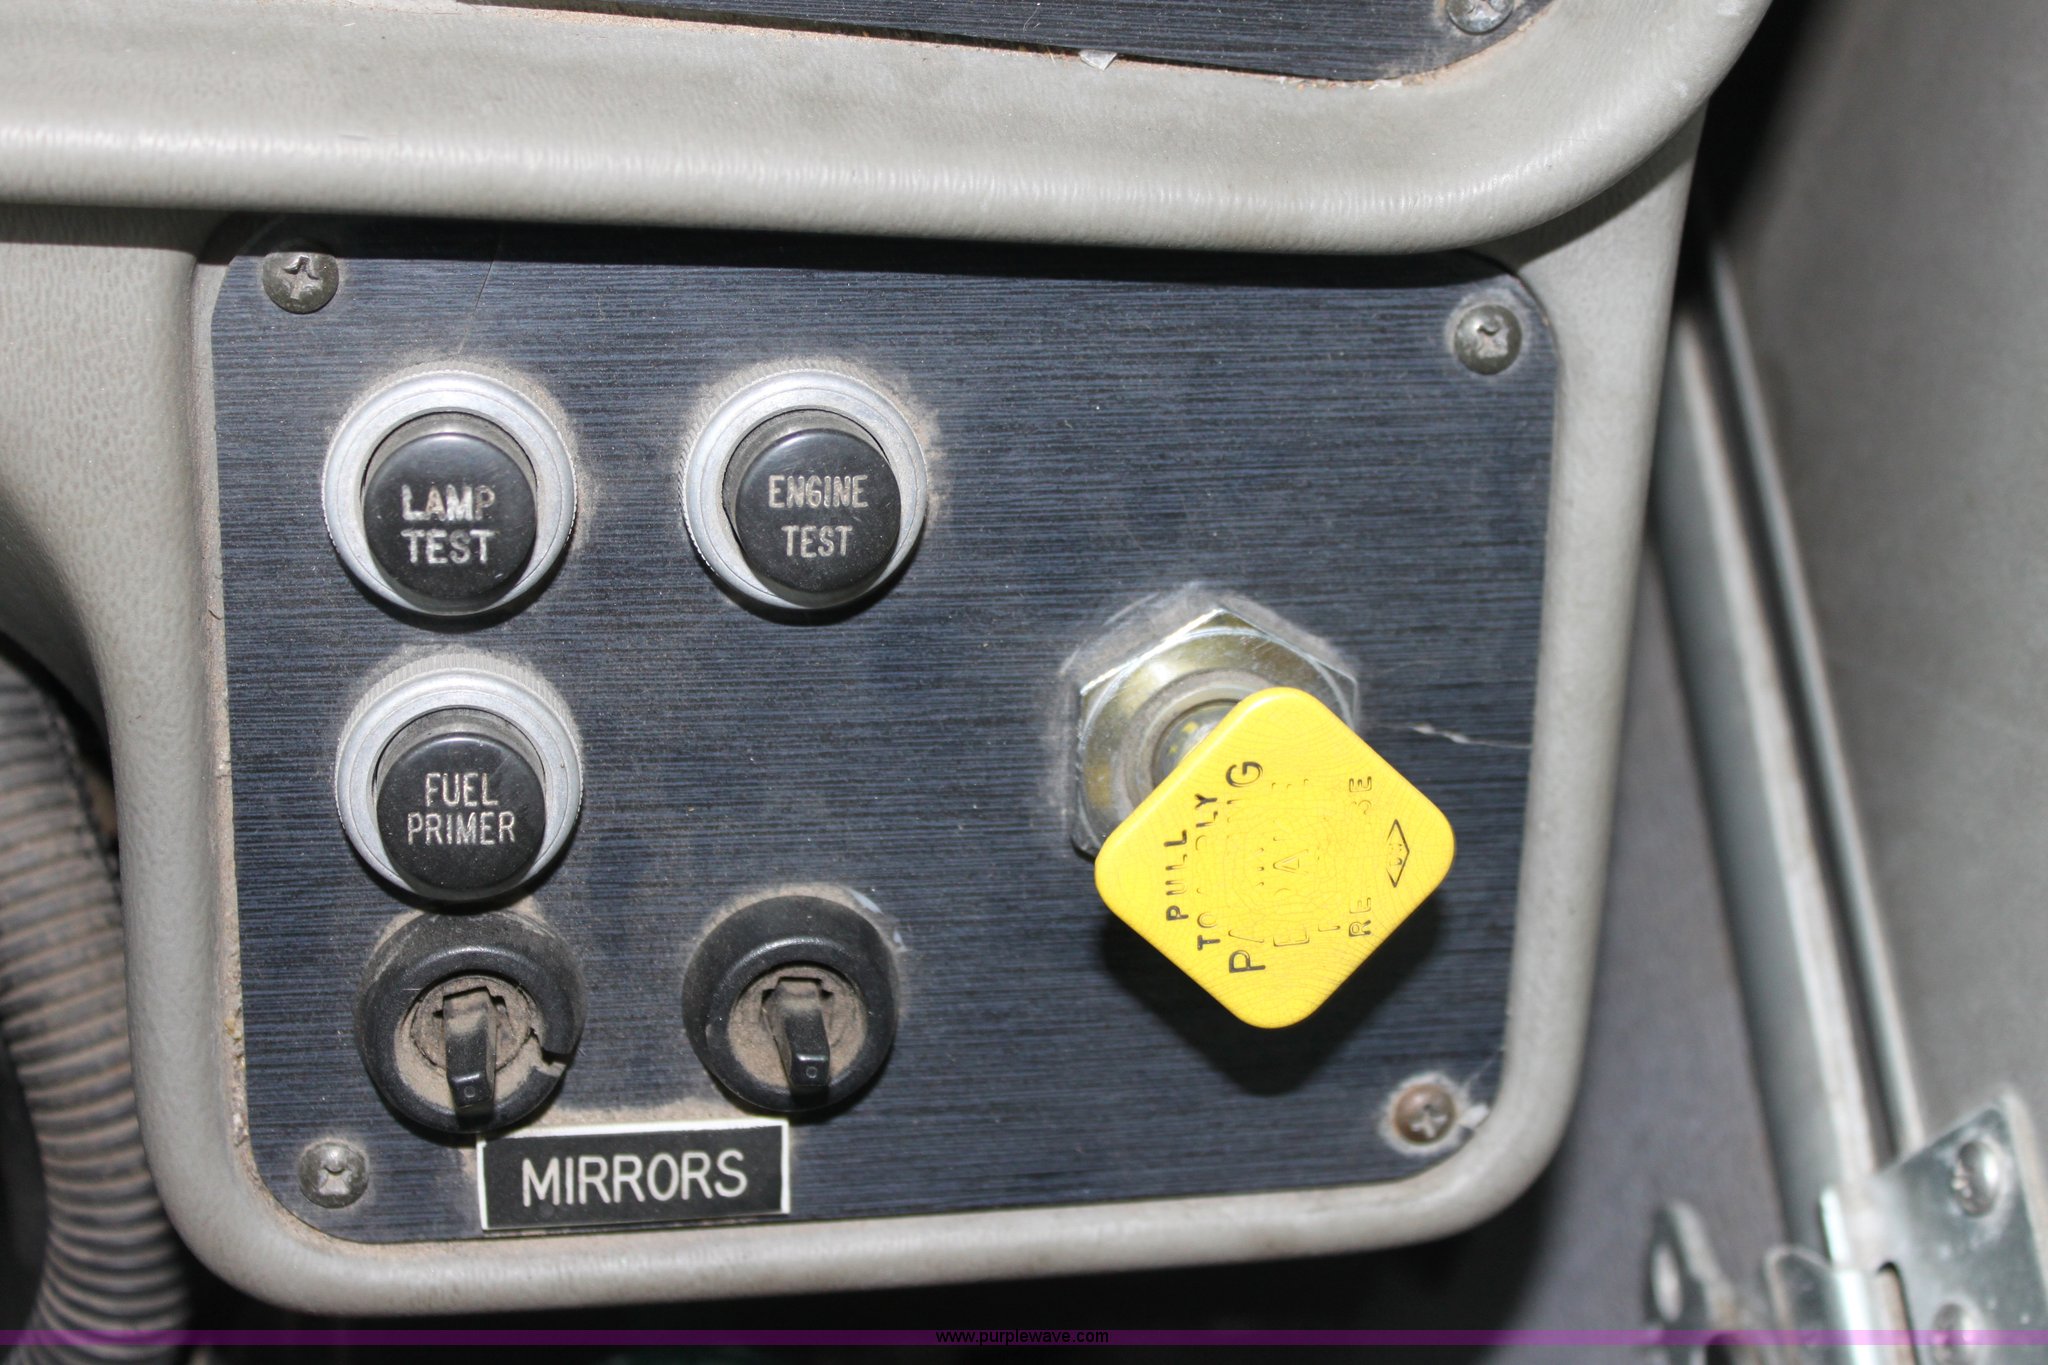 LAMP
TEST
ENGINE
TEST
FUEL
PRIMER
PULL
MIRRORS
www.purplewave.com